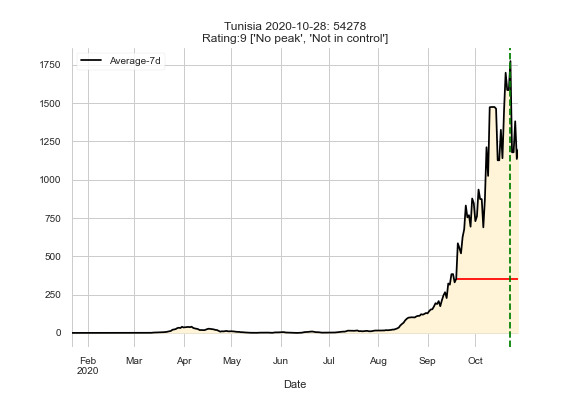 Tunisia 2020-10-28: 54278
Rating:9 ['No peak', 'Not in control']
Average-7d
1750
1500
1250
1000
750
500
250
0
Feb Mar Apr May Jun Jul Aug Sep Oct
2020
Date